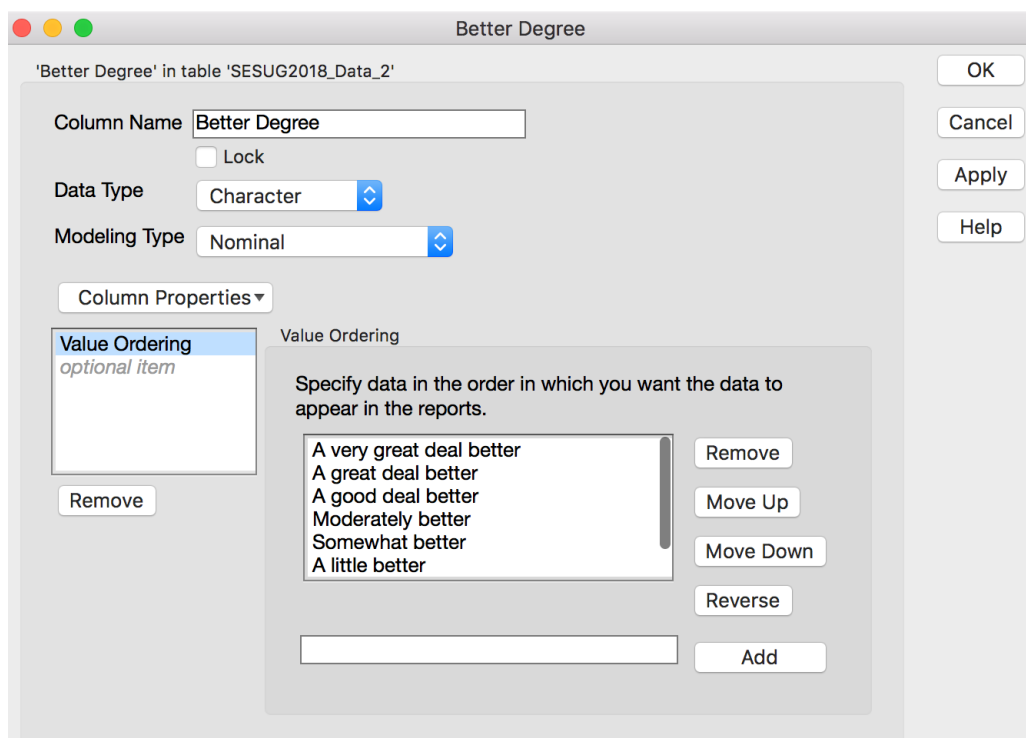 Better Degree
'Better Degree' in table 'SESUG2018_Data_2'
OK
Column Name Better Degree
Cancel
Lock
Data Type Character
Apply
Modeling Type Nominal
Help
Column Properties
Value Ordering
optional item
Remove
Value Ordering
Specify data in the order in which you want the data to
appear in the reports.
A very great deal better
A great deal better
A good deal better
Moderately better
Somewhat better
A little better
Remove
Move Up
Move Down
Reverse
Add